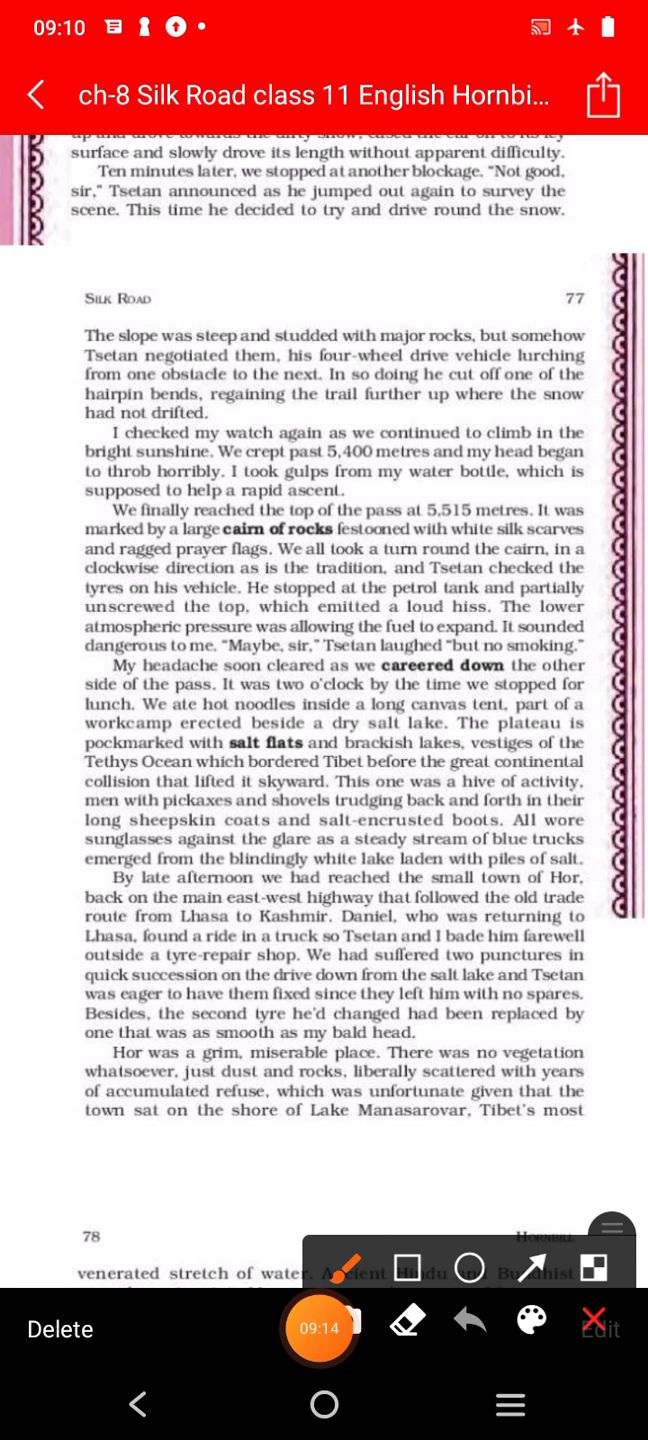 09:10
ch-8 Silk Road class 11 English Hornbi...
surface and slowly drove its length without apparent difficulty.
Ten minutes later, we stopped at another blockage. “Not good,
sir,” Tsetan announced as he jumped out again to survey the
scene. This time he decided to try and drive round the snow.
SILK ROAD 77
The slope was steep and studded with major rocks, but somehow
Tsetan negotiated them, his four-wheel drive vehicle lurching
from one obstacle to the next. In so doing he cut off one of the
hairpin bends, regaining the trail further up where the snow
had not drifted.
I checked my watch again as we continued to climb in the
bright sunshine. We crept past 5,400 metres and my head began
to throb horribly. I took gulps from my water bottle, which is
supposed to help a rapid ascent.
We finally reached the top of the pass at 5,515 metres. It was
marked by a large cairn of rocks festooned with white silk scarves
and ragged prayer flags. We all took a turn round the cairn, in a
clockwise direction as is the tradition, and Tsetan checked the
tyres on his vehicle. He stopped at the petrol tank and partially
unscrewed the top, which emitted a loud hiss. The lower
atmospheric pressure was allowing the fuel to expand. It sounded
dangerous to me. “Maybe, sir,” Tsetan laughed “but no smoking.”
My headache soon cleared as we careered down the other
side of the pass. It was two o'clock by the time we stopped for
lunch. We ate hot noodles inside a long canvas tent, part of a
workcamp erected beside a dry salt lake. The plateau is
pockmarked with salt flats and brackish lakes, vestiges of the
Tethys Ocean which bordered Tibet before the great continental
collision that lifted it skyward. This one was a hive of activity,
men with pickaxes and shovels trudging back and forth in their
long sheepskin coats and salt-encrusted boots. All wore
sunglasses against the glare as a steady stream of blue trucks
emerged from the blindingly white lake laden with piles of salt.
By late afternoon we had reached the small town of Hor,
back on the main east-west highway that followed the old trade
route from Lhasa to Kashmir. Daniel, who was returning to
Lhasa, found a ride in a truck so Tsetan and I bade him farewell
outside a tyre-repair shop. We had suffered two punctures in
quick succession on the drive down from the salt lake and Tsetan
was eager to have them fixed since they left him with no spares.
Besides, the second tyre he'd changed had been replaced by
one that was as smooth as my bald head.
Hor was a grim, miserable place. There was no vegetation
whatsoever, just dust and rocks, liberally scattered with years
of accumulated refuse, which was unfortunate given that the
town sat on the shore of Lake Manasarovar, Tibet's most
78 HORNBILL
venerated stretch of water. Ancient Hindu and Buddhist
Delete
09:14
Edit